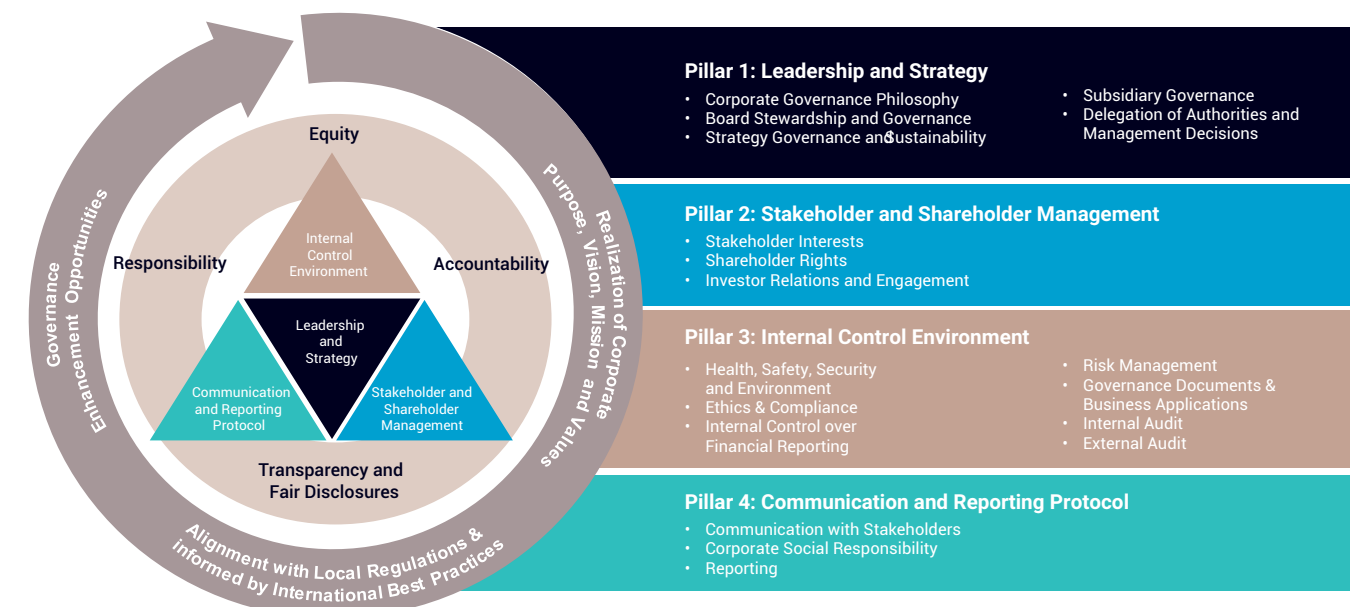 Equity
Responsibility
Accountability
Transparency and
Fair Disclosures
Internal
Control
Environment
Leadership
and
Strategy
Communication
and Reporting
Protocol
Stakeholder and
Shareholder
Management
Governance
Enhancement Opportunities
Realization of Corporate
Purpose, Vision, Mission and Values
Alignment with Local Regulations &
informed by International Best Practices
Pillar 1: Leadership and Strategy
• Corporate Governance Philosophy
• Board Stewardship and Governance
• Strategy Governance and Sustainability
• Subsidiary Governance
• Delegation of Authorities and
Management Decisions
Pillar 2: Stakeholder and Shareholder Management
• Stakeholder Interests
• Shareholder Rights
• Investor Relations and Engagement
Pillar 3: Internal Control Environment
• Health, Safety, Security
and Environment
• Ethics & Compliance
• Internal Control over
Financial Reporting
• Risk Management
• Governance Documents &
Business Applications
• Internal Audit
• External Audit
Pillar 4: Communication and Reporting Protocol
• Communication with Stakeholders
• Corporate Social Responsibility
• Reporting